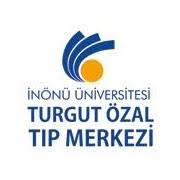 İNÖNÜ ÜNİVERSİTESİ
TURGUT ÖZAL
TIP MERKEZİ